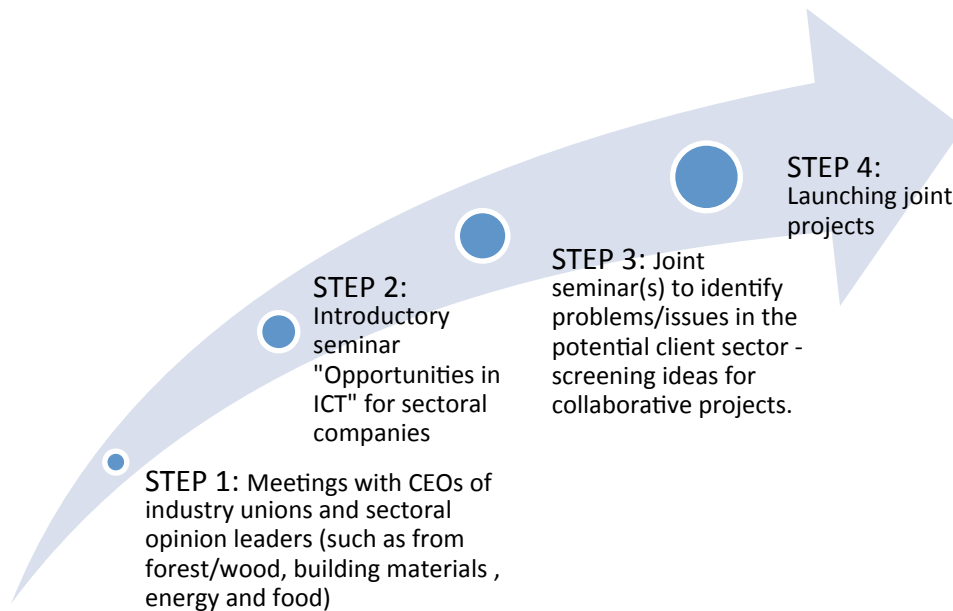 STEP 1: Meetings with CEOs of
industry unions and sectoral
opinion leaders (such as from
forest/wood, building materials ,
energy and food)
STEP 2:
Introductory
seminar
"Opportunities in
ICT" for sectoral
companies
STEP 3: Joint
seminar(s) to identify
problems/issues in the
potential client sector -
screening ideas for
collaborative projects.
STEP 4:
Launching joint
projects